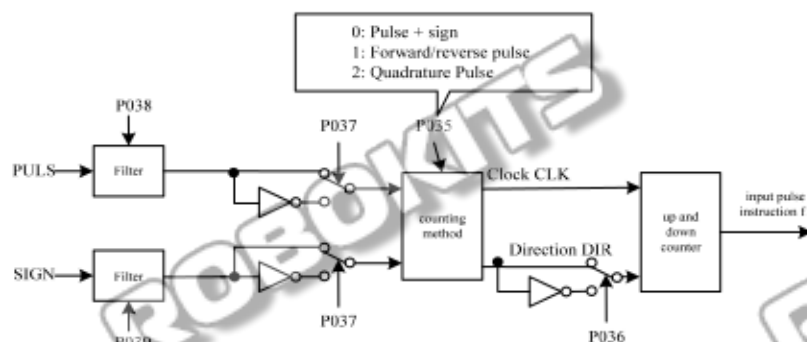 0: Pulse + sign
1: Forward/reverse pulse
2: Quadrature Pulse
P038
P037
P035
PULS
Filter
Clock CLK
counting
method
up and
down
counter
input pulse
instruction f
SIGN
Filter
Direction DIR
P039
P037
P036
ROBOKITS